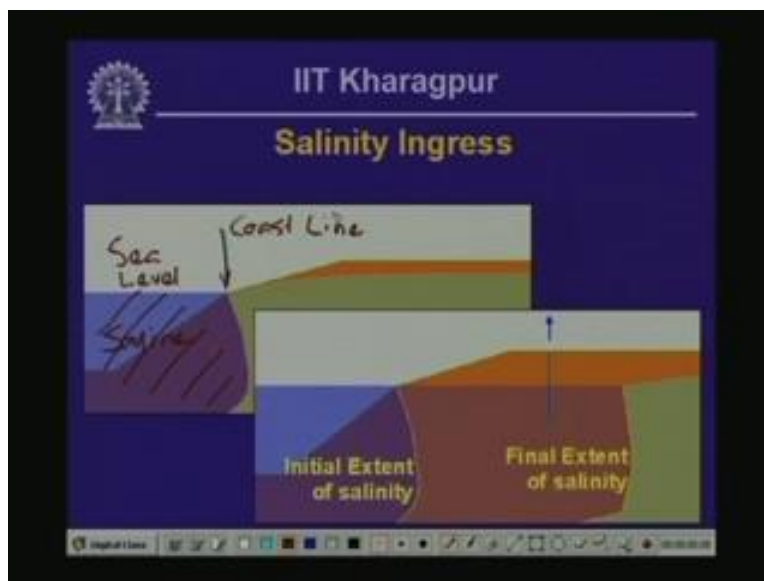 IIT Kharagpur
Salinity Ingress
Coast Line
Sea
Level
Saline
Initial Extent
of salinity
Final Extent
of salinity